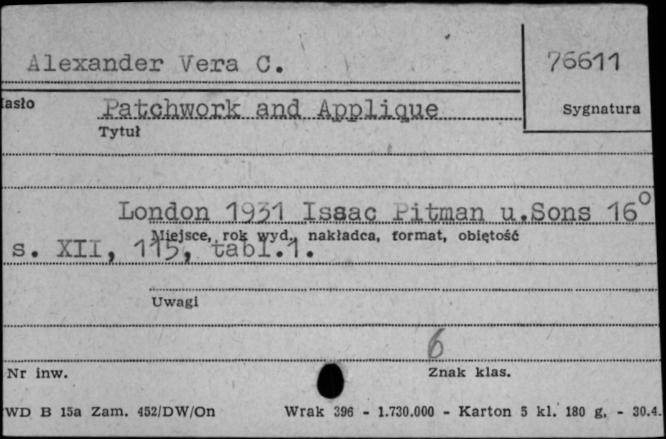 Alexander Vera C.
76611
Hasło
Patchwork and Applique
Sygnatura
Tytuł
London 1931 Issac Pitman u.Sons 16°
Miejsce, rok wyd., nakładca, format, obiętość
s. XII, 115, tabl.1.
Uwagi
6
Nr inw.
Znak klas.
WD B 15a Zam. 452/DW/On Wrak 396 - 1.730.000 - Karton 5 kl. 180 g. - 30.4.